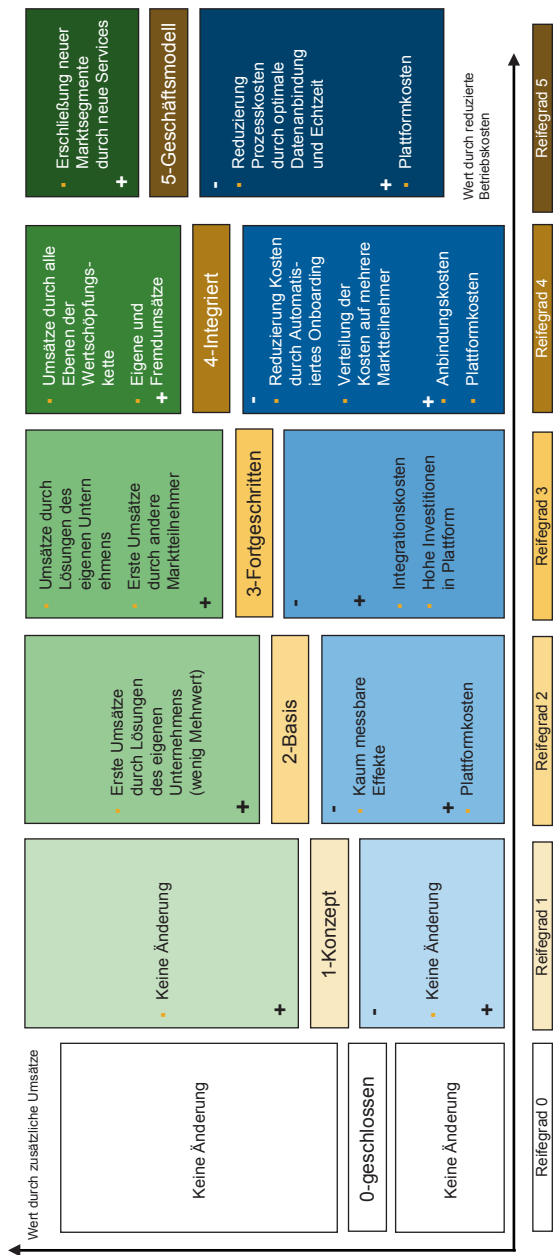 Wert durch zusätzliche Umsätze
Keine Änderung
0-geschlossen
Keine Änderung
Reifegrad 0
Keine Änderung
+
1-Konzept
-
Keine Änderung
+
Reifegrad 1
Erste Umsätze
durch Lösungen
des eigenen
Unternehmens
(wenig Mehrwert)
+
2-Basis
-
Kaum messbare
Effekte
+
Plattformkosten
Reifegrad 2
Umsätze durch
Lösungen des
eigenen Untern
ehmens
Erste Umsätze
durch andere
Marktteilnehmer
+
3-Fortgeschritten
-
+
Integrationskosten
Hohe Investitionen
in Plattform
Reifegrad 3
Umsätze durch alle
Ebenen der
Wertschöpfungs-
kette
Eigene und
Fremdumsätze
+
4-Integriert
-
Reduzierung Kosten
durch Automatis-
iertes Onboarding
Verteilung der
Kosten auf mehrere
Marktteilnehmer
+
Anbindungskosten
Plattformkosten
Reifegrad 4
Erschließung neuer
Marktsegmente
durch neue Services
+
5-Geschäftsmodell
-
Reduzierung
Prozesskosten
durch optimale
Datenanbindung
und Echtzeit
+
Plattformkosten
Wert durch reduzierte
Betriebskosten
Reifegrad 5